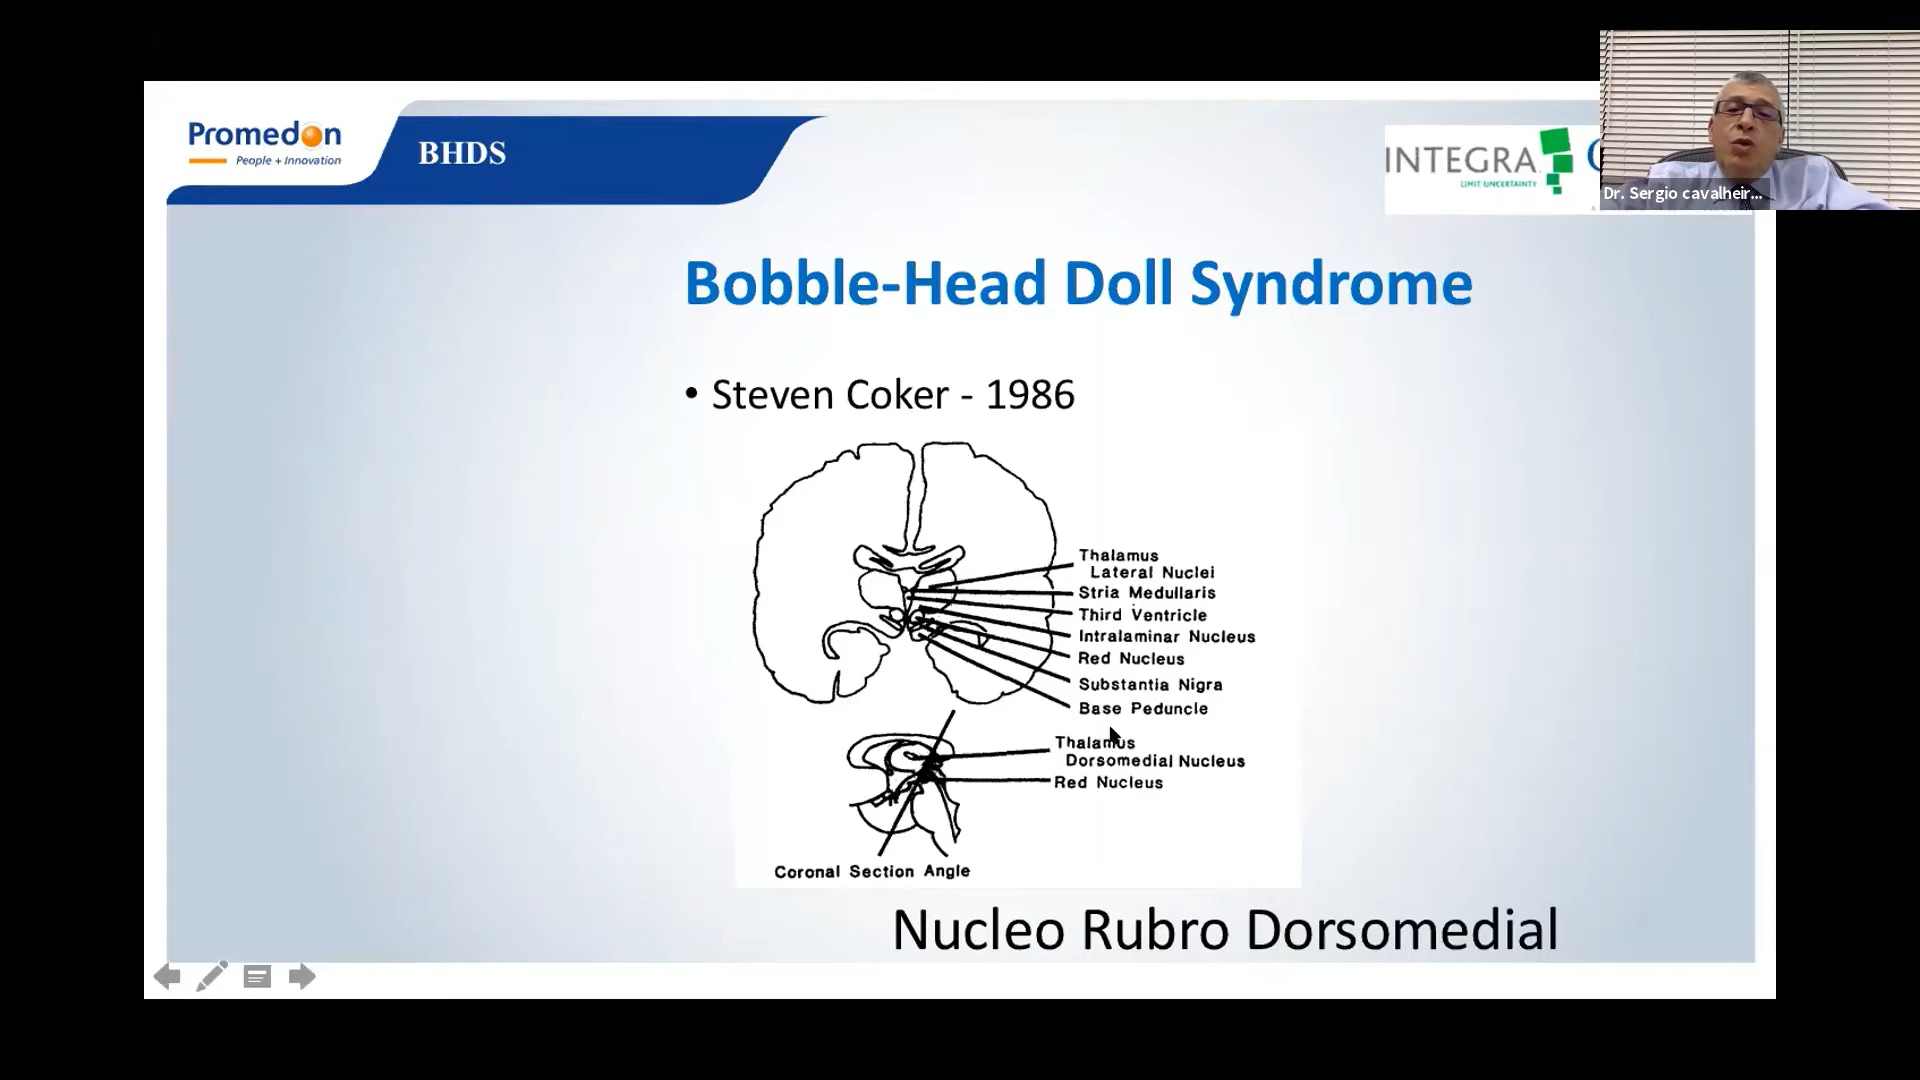 Promedon
People + Innovation
BHDS
INTEGRA
LIMIT UNCERTAINTY
Dr. Sergio cavalheir...
Bobble-Head Doll Syndrome
• Steven Coker - 1986
Thalamus
Lateral Nuclei
Stria Medullaris
Third Ventricle
Intralaminar Nucleus
Red Nucleus
Substantia Nigra
Base Peduncle
Thalamus
Dorsomedial Nucleus
Red Nucleus
Coronal Section Angle
Nucleo Rubro Dorsomedial